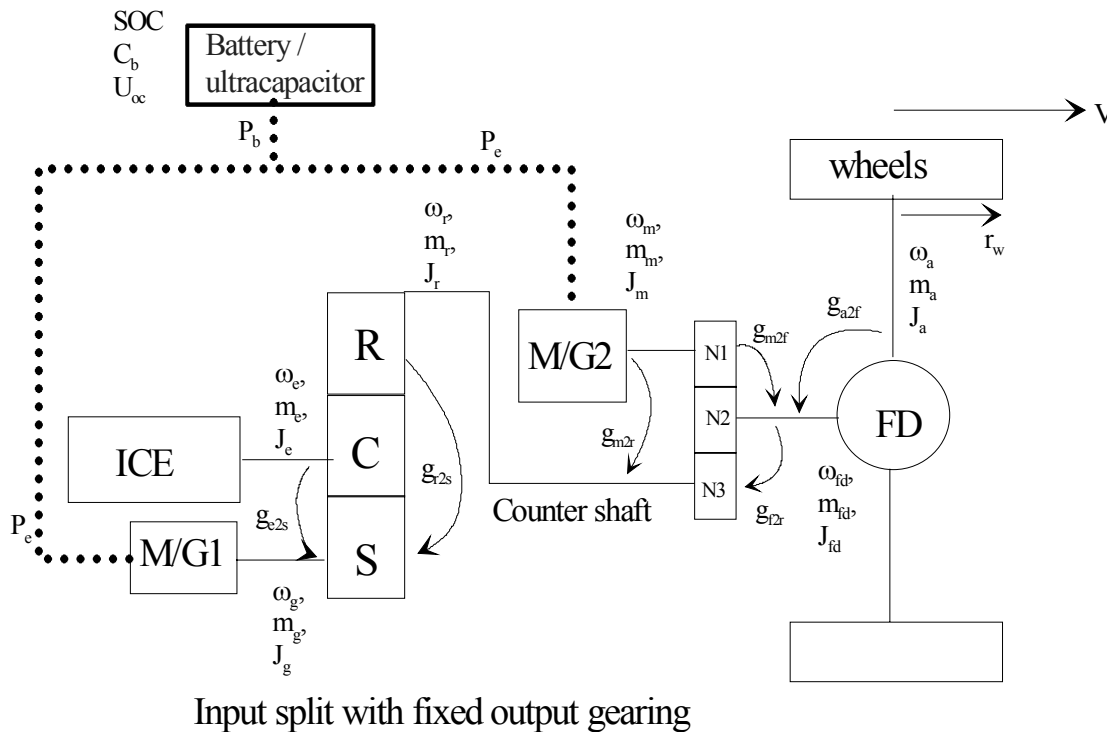 SOC
C_b
U_oc
Battery /
ultracapacitor
P_b
P_e
V
wheels
r_w
ω_r,
m_r,
J_r
ω_m,
m_m,
J_m
ω_a
m_a
J_a
g_a2f
g_m2f
R
M/G2
N1
N2
N3
FD
g_m2r
g_f2r
ω_e,
m_e,
J_e
ICE
C
g_r2s
g_e2s
Counter shaft
ω_fd,
m_fd,
J_fd
P_e
M/G1
S
ω_g,
m_g,
J_g
Input split with fixed output gearing